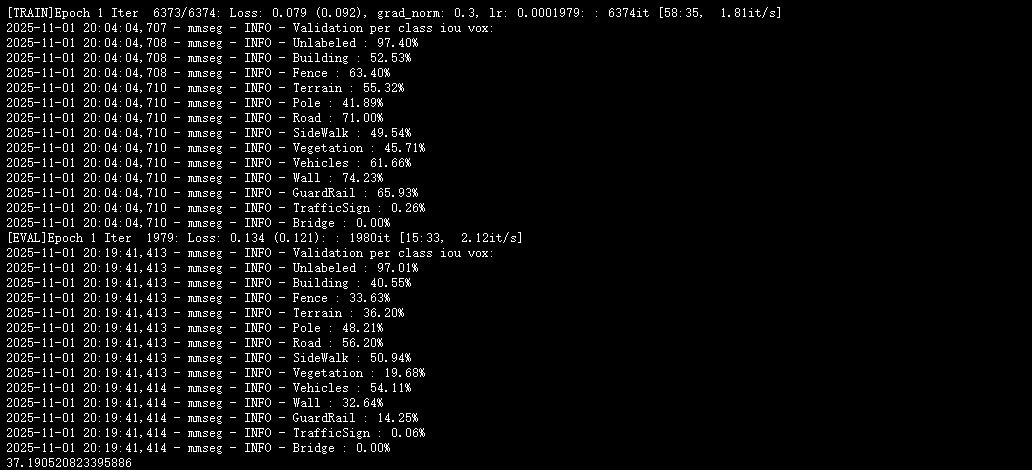 [TRAIN]Epoch 1 Iter  6373/6374: Loss: 0.079 (0.092), grad_norm: 0.3, lr: 0.0001979: : 6374it [58:35,  1.81it/s]
2025-11-01 20:04:04,707 - mmseg - INFO - Validation per class iou vox:
2025-11-01 20:04:04,708 - mmseg - INFO - Unlabeled : 97.40%
2025-11-01 20:04:04,708 - mmseg - INFO - Building : 52.53%
2025-11-01 20:04:04,708 - mmseg - INFO - Fence : 63.40%
2025-11-01 20:04:04,710 - mmseg - INFO - Terrain : 55.32%
2025-11-01 20:04:04,710 - mmseg - INFO - Pole : 41.89%
2025-11-01 20:04:04,710 - mmseg - INFO - Road : 71.00%
2025-11-01 20:04:04,710 - mmseg - INFO - SideWalk : 49.54%
2025-11-01 20:04:04,710 - mmseg - INFO - Vegetation : 45.71%
2025-11-01 20:04:04,710 - mmseg - INFO - Vehicles : 61.66%
2025-11-01 20:04:04,710 - mmseg - INFO - Wall : 74.23%
2025-11-01 20:04:04,710 - mmseg - INFO - GuardRail : 65.93%
2025-11-01 20:04:04,710 - mmseg - INFO - TrafficSign : 0.26%
2025-11-01 20:04:04,710 - mmseg - INFO - Bridge : 0.00%
[EVAL]Epoch 1 Iter  1979: Loss: 0.134 (0.121): : 1980it [15:33,  2.12it/s]
2025-11-01 20:19:41,413 - mmseg - INFO - Validation per class iou vox:
2025-11-01 20:19:41,413 - mmseg - INFO - Unlabeled : 97.01%
2025-11-01 20:19:41,413 - mmseg - INFO - Building : 40.55%
2025-11-01 20:19:41,413 - mmseg - INFO - Fence : 33.63%
2025-11-01 20:19:41,413 - mmseg - INFO - Terrain : 36.20%
2025-11-01 20:19:41,413 - mmseg - INFO - Pole : 48.21%
2025-11-01 20:19:41,413 - mmseg - INFO - Road : 56.20%
2025-11-01 20:19:41,413 - mmseg - INFO - SideWalk : 50.94%
2025-11-01 20:19:41,413 - mmseg - INFO - Vegetation : 19.68%
2025-11-01 20:19:41,414 - mmseg - INFO - Vehicles : 54.11%
2025-11-01 20:19:41,414 - mmseg - INFO - Wall : 32.64%
2025-11-01 20:19:41,414 - mmseg - INFO - GuardRail : 14.25%
2025-11-01 20:19:41,414 - mmseg - INFO - TrafficSign : 0.06%
2025-11-01 20:19:41,414 - mmseg - INFO - Bridge : 0.00%
37.190520823395886